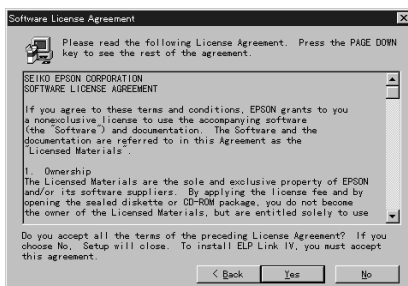 Software License Agreement
Please read the following License Agreement. Press the PAGE DOWN
key to see the rest of the agreement.
SEIKO EPSON CORPORATION
SOFTWARE LICENSE AGREEMENT
If you agree to these terms and conditions, EPSON grants to you
a nonexclusive license to use the accompanying software
(the "Software") and documentation. The Software and the
documentation are referred to in this Agreement as the
"Licensed Materials".
1. Ownership
The Licensed Materials are the sole and exclusive property of EPSON
and/or its software suppliers. By applying the license fee and by
opening the sealed diskette or CD-ROM package, you do not become
the owner of the Licensed Materials, but are entitled solely to use
Do you accept all the terms of the preceding License Agreement? If you
choose No, Setup will close. To install ELP Link IV, you must accept
this agreement.
< Back
Yes
No